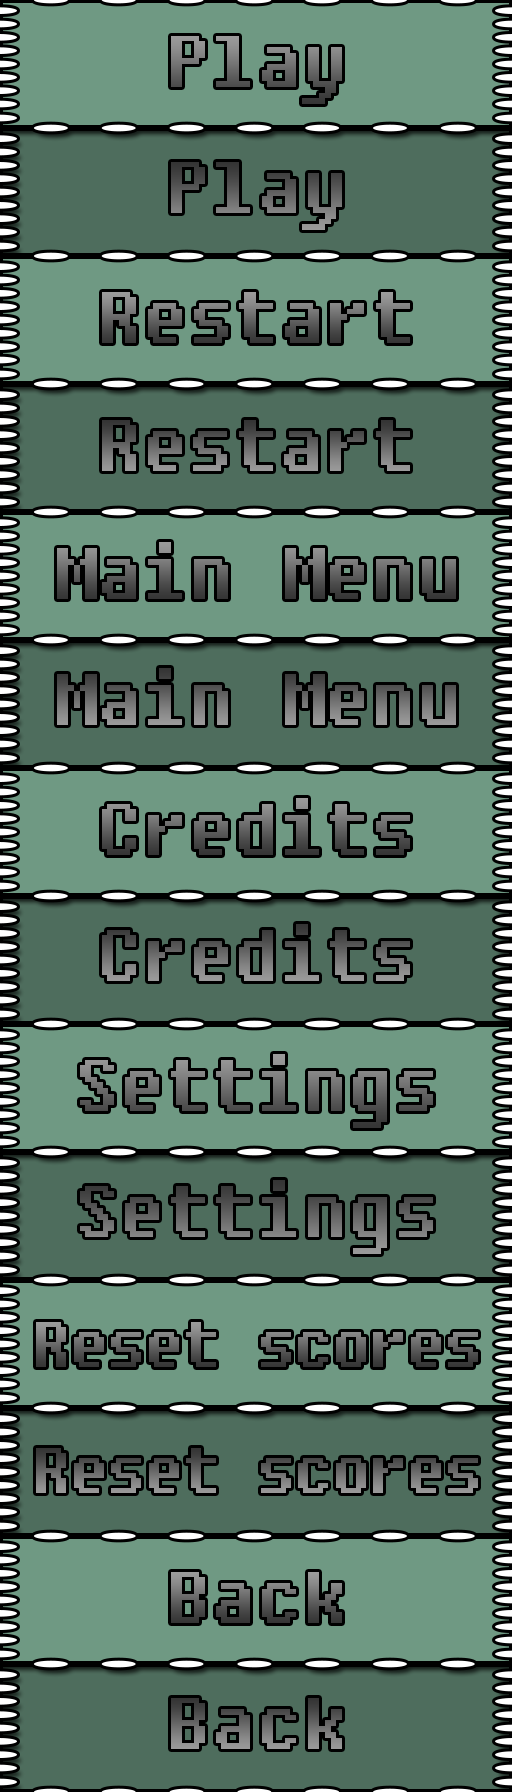 Play
Play
Restart
Restart
Main Menu
Main Menu
Credits
Credits
Settings
Settings
Reset scores
Reset scores
Back
Back